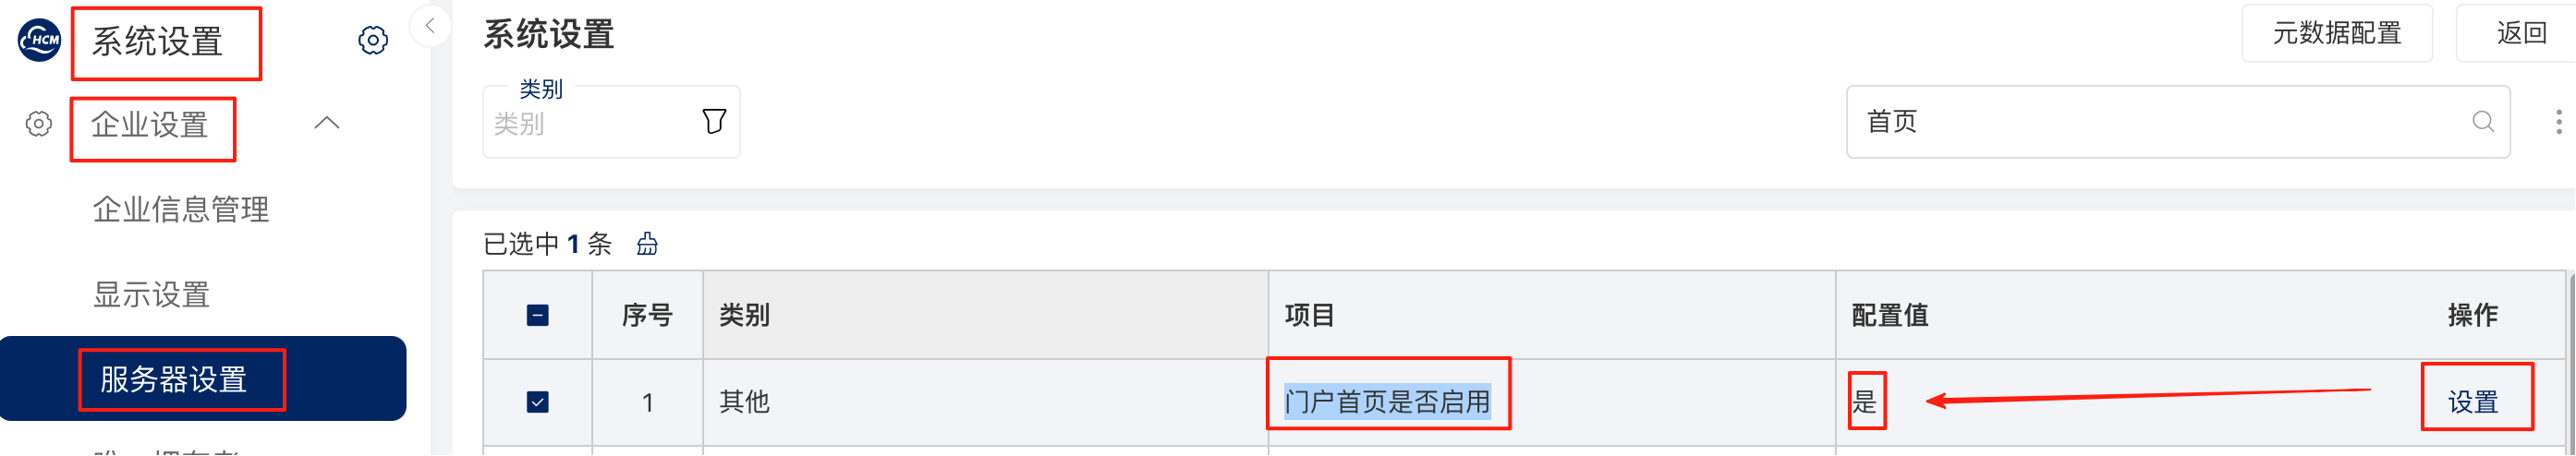 HCM
系统设置
企业设置
企业信息管理
显示设置
服务器设置
系统设置
元数据配置
返回
类别
类别
首页
已选中 1 条
序号 类别 项目 配置值 操作
1 其他 门户首页是否启用 是 设置